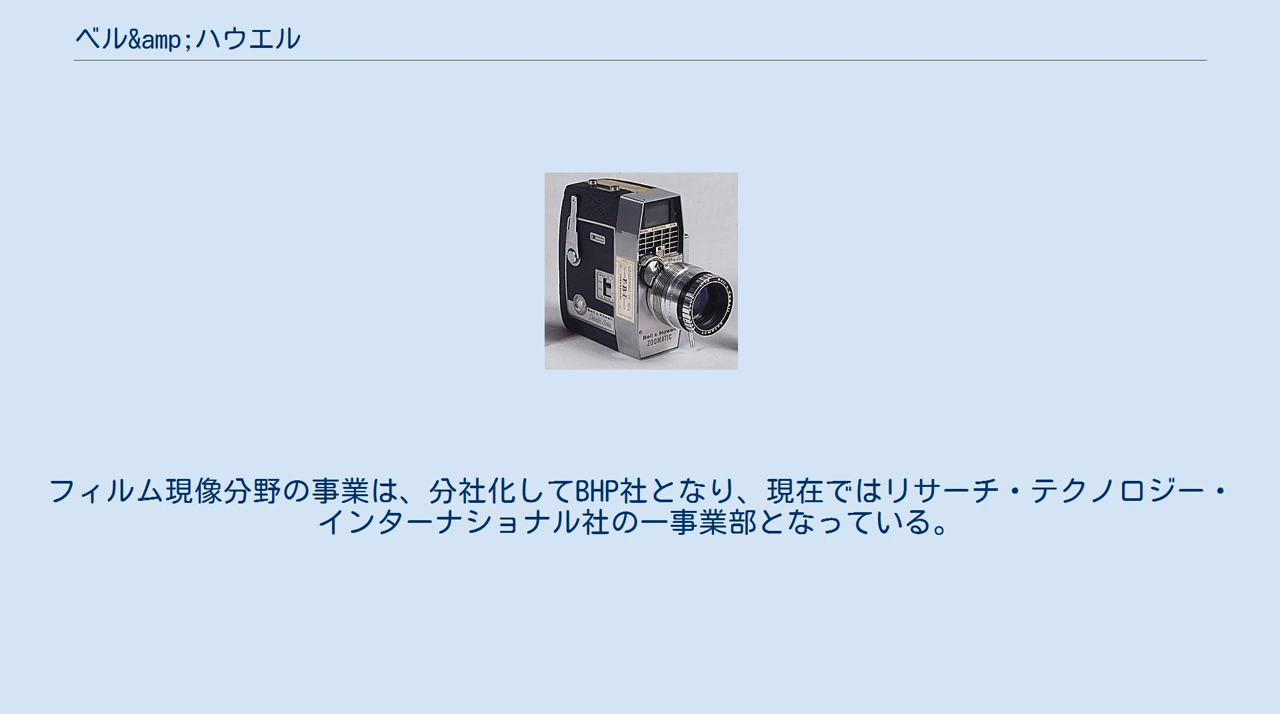 ベル&amp;ハウエル
Bell & Howell
ZOOMATIC
フィルム現像分野の事業は、分社化してBHP社となり、現在ではリサーチ・テクノロジー・
インターナショナル社の一事業部となっている。